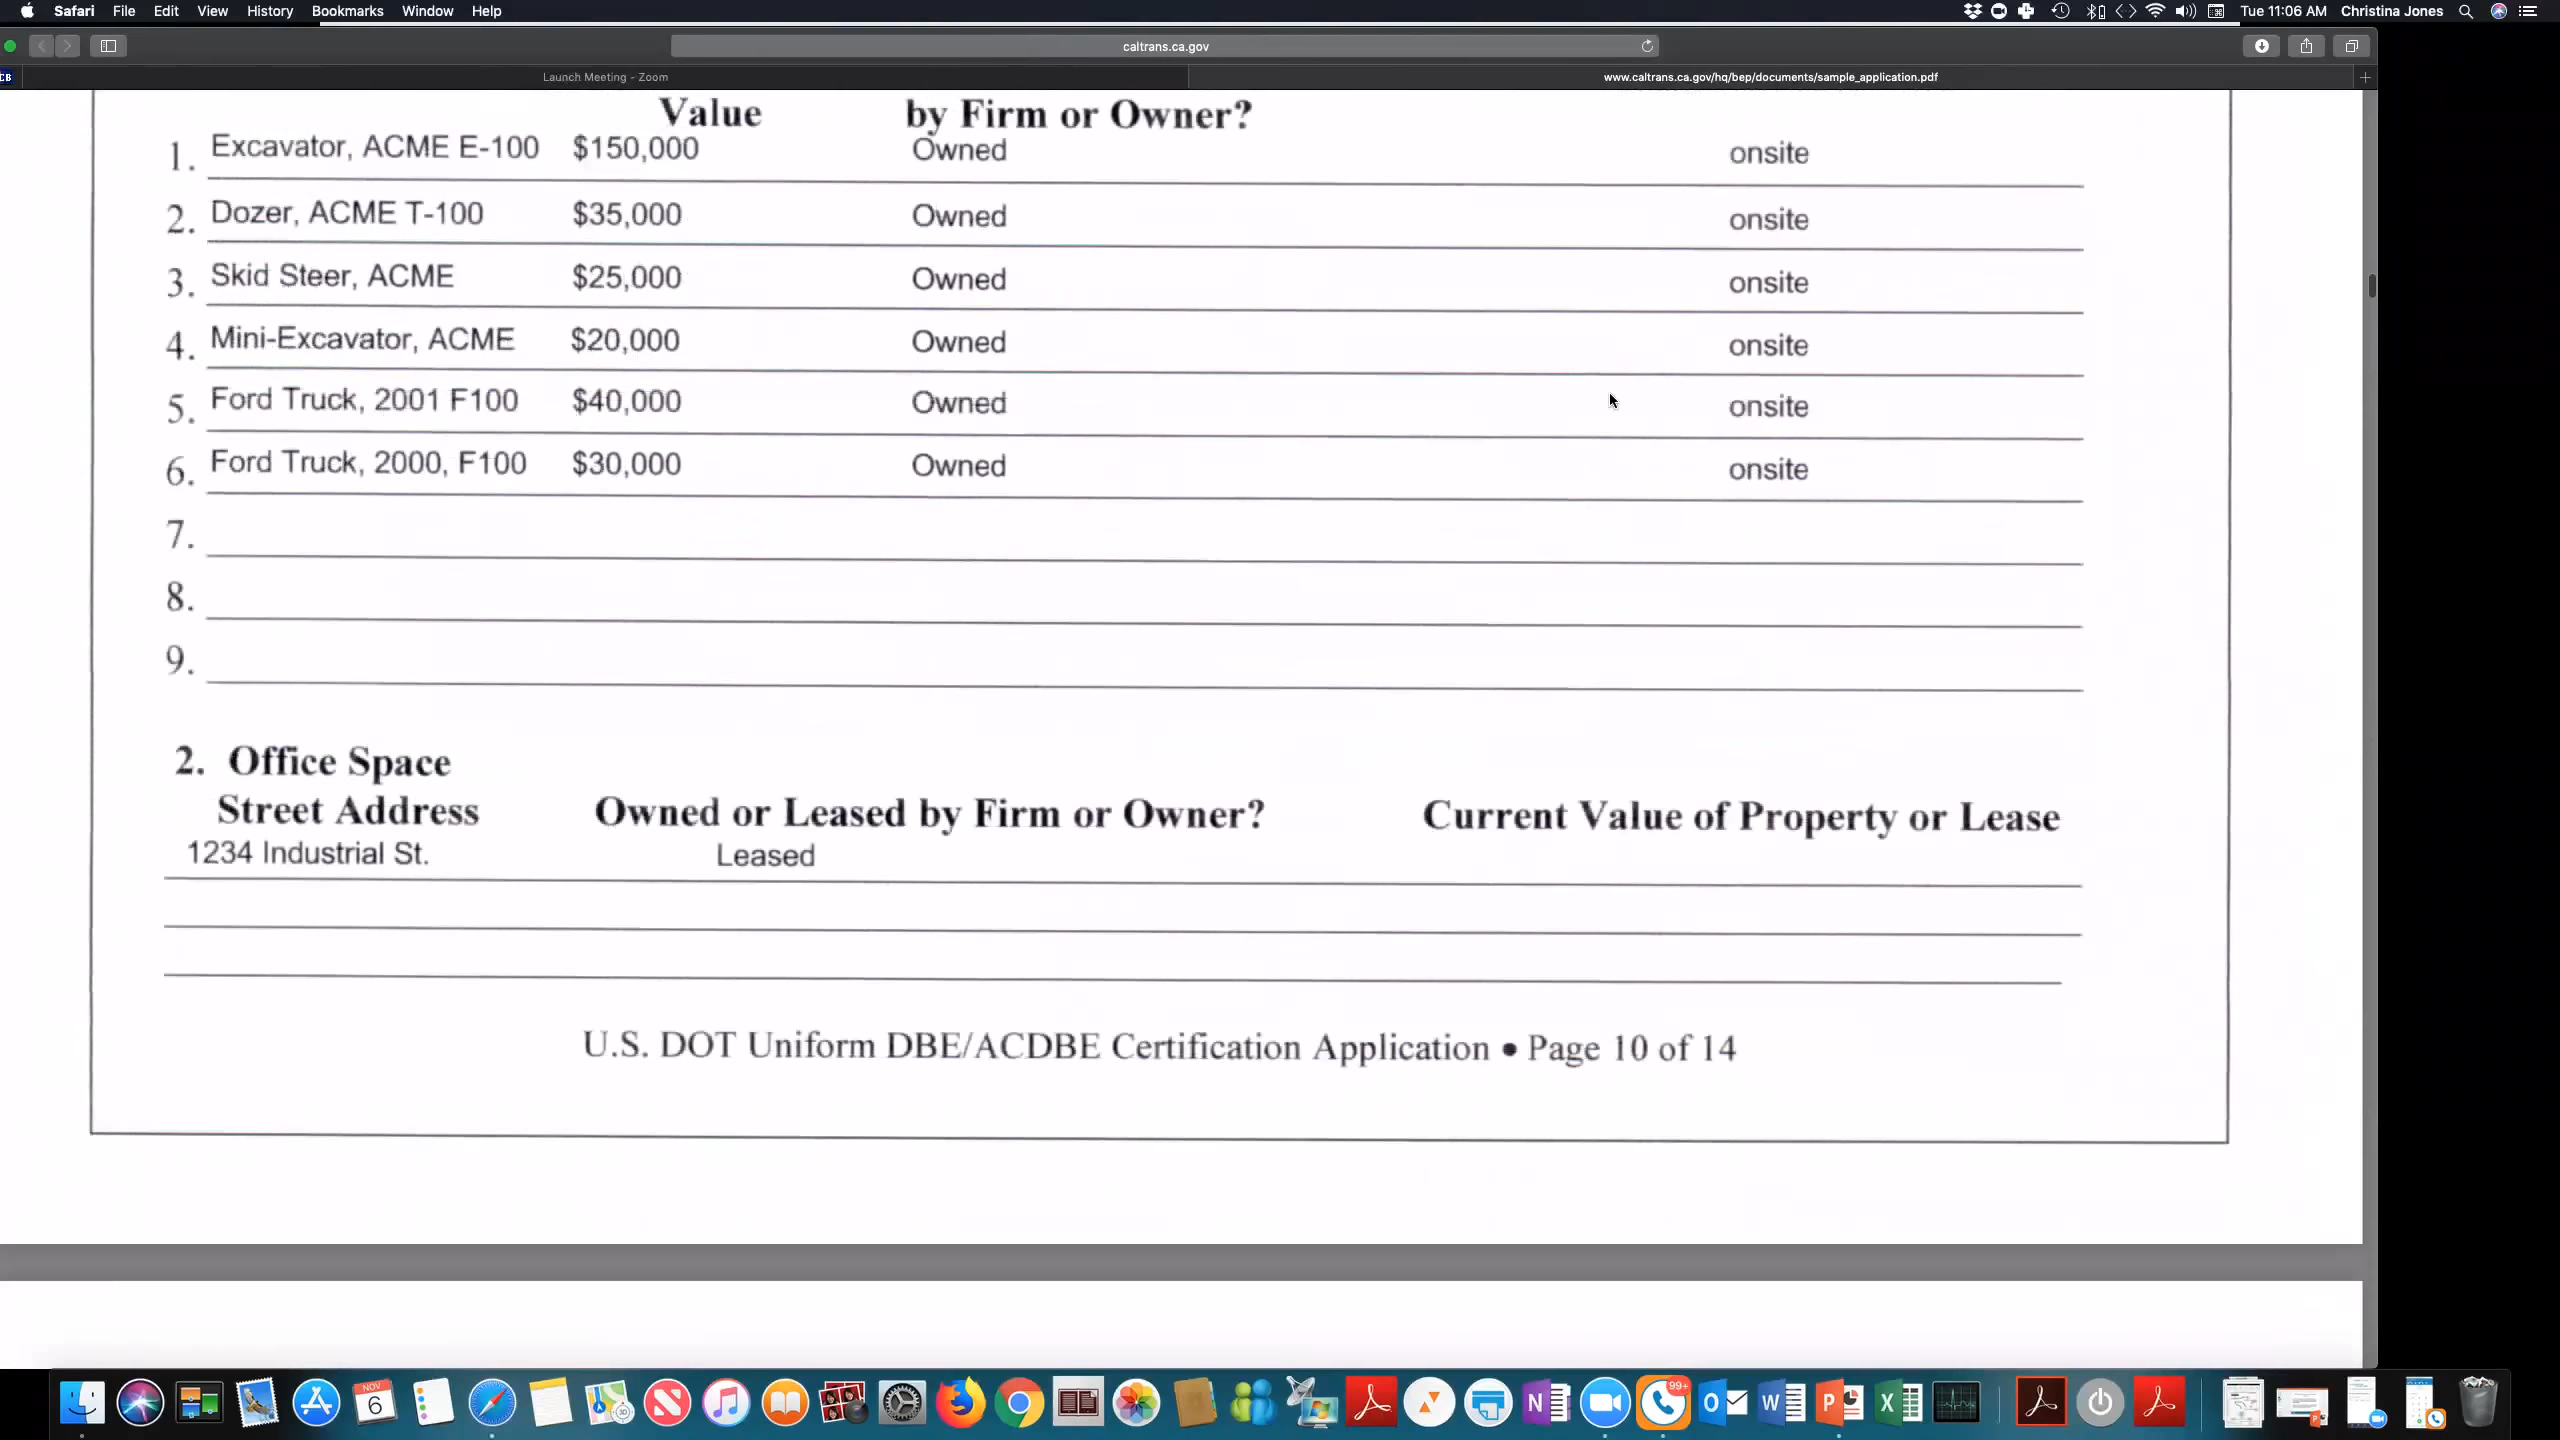 Safari File Edit View History Bookmarks Window Help Tue 11:06 AM Christina Jones
caltrans.ca.gov
CB Launch Meeting - Zoom www.caltrans.ca.gov/hq/bep/documents/sample_application.pdf
Value by Firm or Owner?
1. Excavator, ACME E-100 $150,000 Owned onsite
2. Dozer, ACME T-100 $35,000 Owned onsite
3. Skid Steer, ACME $25,000 Owned onsite
4. Mini-Excavator, ACME $20,000 Owned onsite
5. Ford Truck, 2001 F100 $40,000 Owned onsite
6. Ford Truck, 2000, F100 $30,000 Owned onsite
7.
8.
9.
2. Office Space
Street Address Owned or Leased by Firm or Owner? Current Value of Property or Lease
1234 Industrial St. Leased
U.S. DOT Uniform DBE/ACDBE Certification Application • Page 10 of 14
NOV
6
99+